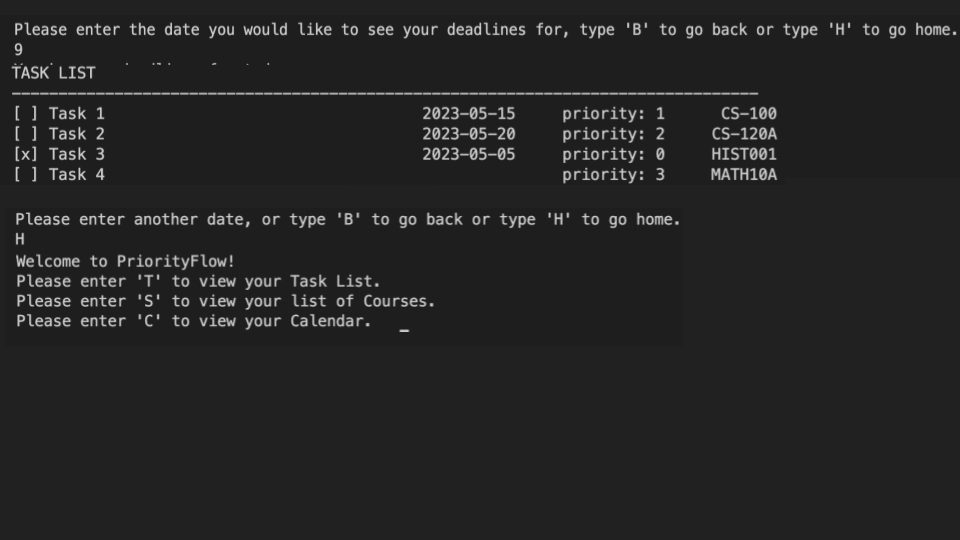 Please enter the date you would like to see your deadlines for, type 'B' to go back or type 'H' to go home.
9
TASK LIST
[ ] Task 1 2023-05-15 priority: 1 CS-100
[ ] Task 2 2023-05-20 priority: 2 CS-120A
[x] Task 3 2023-05-05 priority: 0 HIST001
[ ] Task 4 priority: 3 MATH10A
Please enter another date, or type 'B' to go back or type 'H' to go home.
H
Welcome to PriorityFlow!
Please enter 'T' to view your Task List.
Please enter 'S' to view your list of Courses.
Please enter 'C' to view your Calendar. _